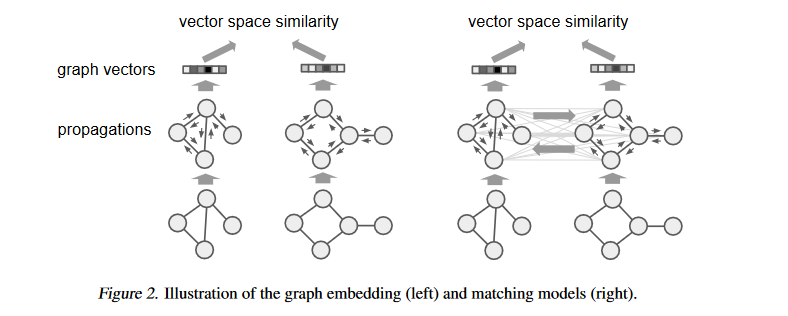 vector space similarity
vector space similarity
graph vectors
propagations
Figure 2. Illustration of the graph embedding (left) and matching models (right).